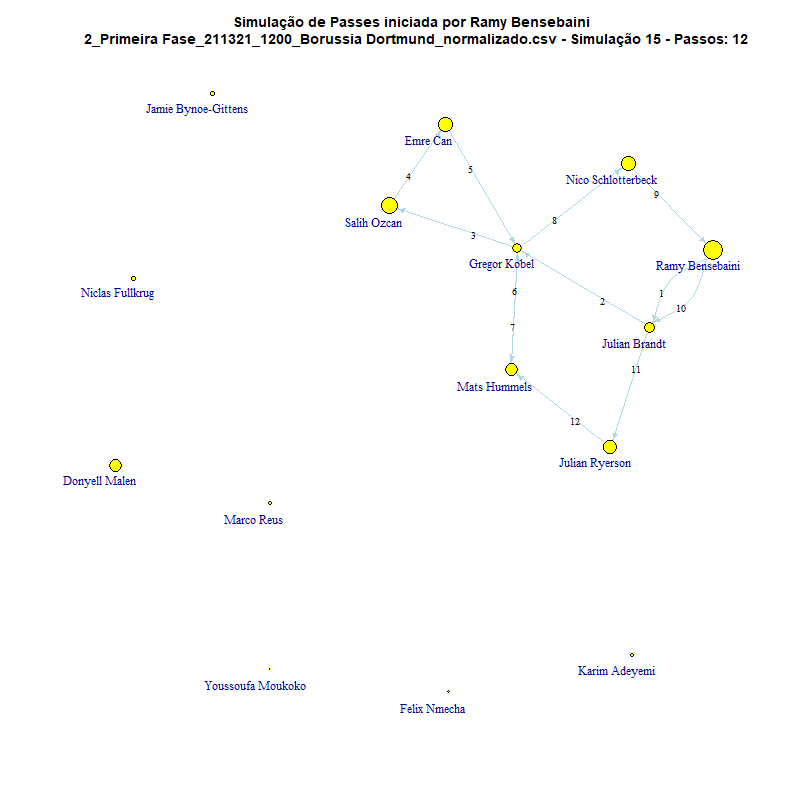 Simulação de Passes iniciada por Ramy Bensebaini
2_Primeira Fase_211321_1200_Borussia Dortmund_normalizado.csv - Simulação 15 - Passos: 12
Jamie Bynoe-Gittens
Emre Can
5
4
Nico Schlotterbeck
9
8
Salih Ozcan
3
Gregor Kobel
Ramy Bensebaini
Niclas Fullkrug
6
1
2
10
7
Julian Brandt
11
Mats Hummels
12
Julian Ryerson
Donyell Malen
Marco Reus
Karim Adeyemi
Youssoufa Moukoko
Felix Nmecha